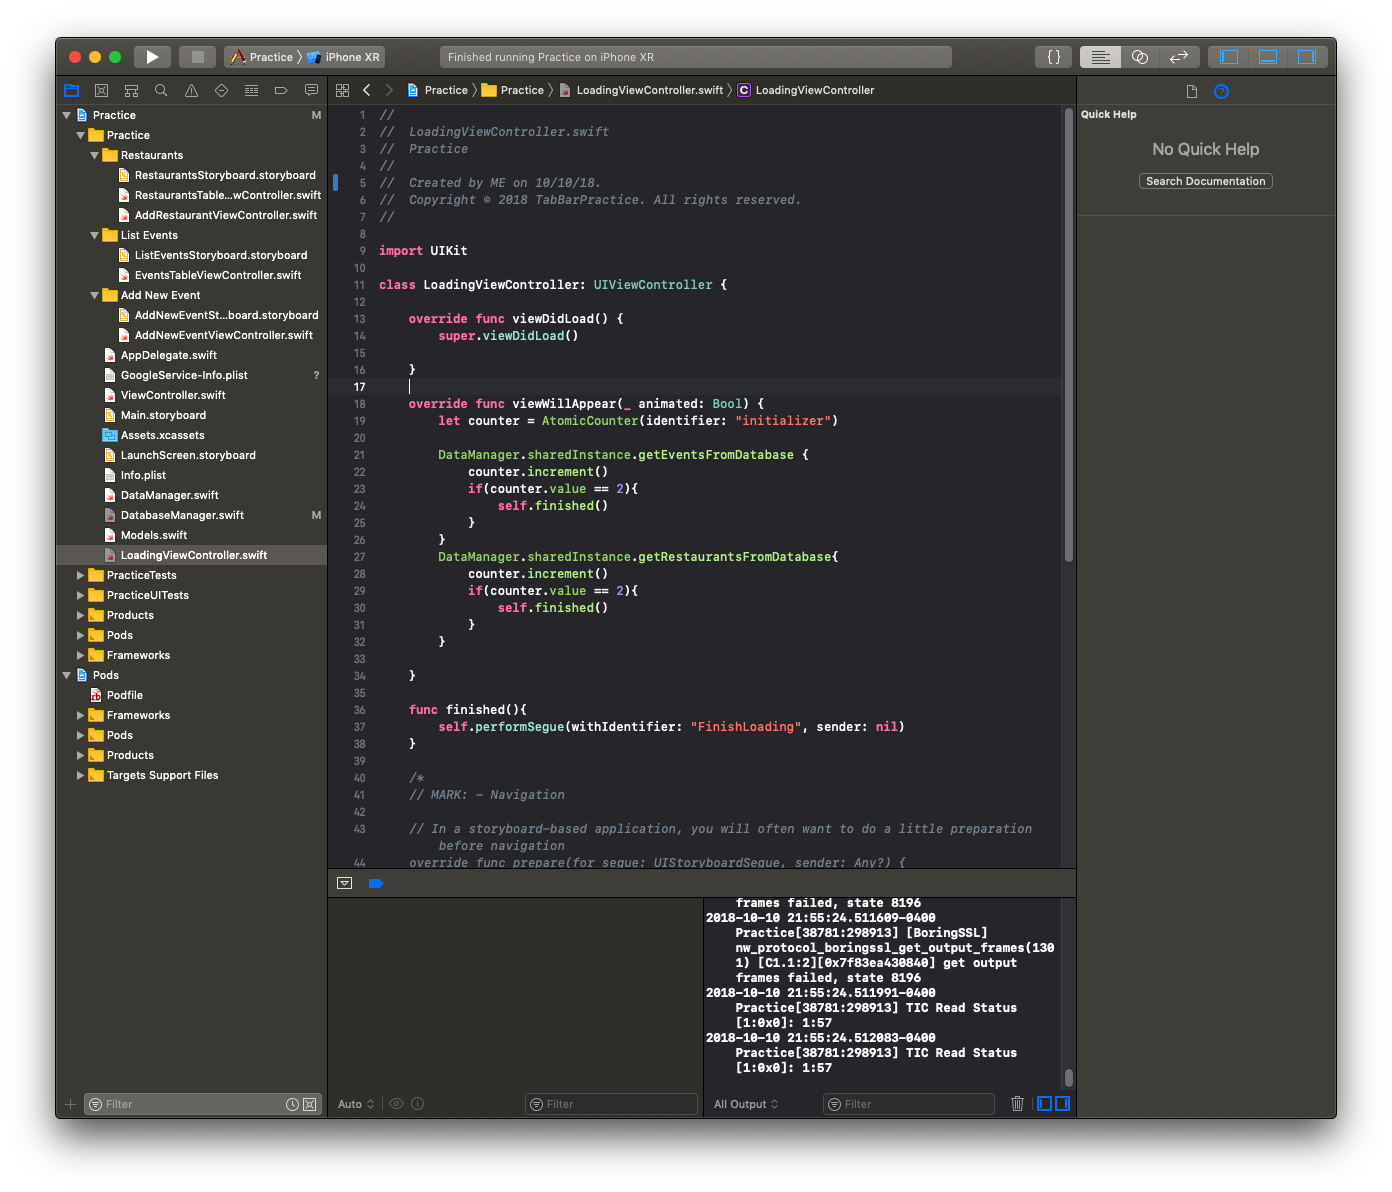 Practice 〉 iPhone XR
Finished running Practice on iPhone XR
{ }
Practice 〉 Practice 〉 LoadingViewController.swift 〉 C LoadingViewController
Practice M
Practice
Restaurants
RestaurantsStoryboard.storyboard
RestaurantsTable...wController.swift
AddRestaurantViewController.swift
List Events
ListEventsStoryboard.storyboard
EventsTableViewController.swift
Add New Event
AddNewEventSt...board.storyboard
AddNewEventViewController.swift
AppDelegate.swift
GoogleService-Info.plist ?
ViewController.swift
Main.storyboard
Assets.xcassets
LaunchScreen.storyboard
Info.plist
DataManager.swift
DatabaseManager.swift M
Models.swift
LoadingViewController.swift
PracticeTests
PracticeUITests
Products
Pods
Frameworks
Pods
rb Podfile
Frameworks
Pods
Products
Targets Support Files
Filter
1 //
2 //  LoadingViewController.swift
3 //  Practice
4 //
5 //  Created by ME on 10/10/18.
6 //  Copyright © 2018 TabBarPractice. All rights reserved.
7 //
8
9 import UIKit
10
11 class LoadingViewController: UIViewController {
12
13     override func viewDidLoad() {
14         super.viewDidLoad()
15
16     }
17
18     override func viewWillAppear(_ animated: Bool) {
19         let counter = AtomicCounter(identifier: "initializer")
20
21         DataManager.sharedInstance.getEventsFromDatabase {
22             counter.increment()
23             if(counter.value == 2){
24                 self.finished()
25             }
26         }
27         DataManager.sharedInstance.getRestaurantsFromDatabase{
28             counter.increment()
29             if(counter.value == 2){
30                 self.finished()
31             }
32         }
33
34     }
35
36     func finished(){
37         self.performSegue(withIdentifier: "FinishLoading", sender: nil)
38     }
39
40     /*
41     // MARK: - Navigation
42
43     // In a storyboard-based application, you will often want to do a little preparation
before navigation
44     override func prepare(for segue: UIStoryboardSegue, sender: Any?) {
Auto
Filter
frames failed, state 8196
2018-10-10 21:55:24.511609-0400
Practice[38781:298913] [BoringSSL]
nw_protocol_boringssl_get_output_frames(130
1) [C1.1:2][0x7f83ea430840] get output
frames failed, state 8196
2018-10-10 21:55:24.511991-0400
Practice[38781:298913] TIC Read Status
[1:0x0]: 1:57
2018-10-10 21:55:24.512083-0400
Practice[38781:298913] TIC Read Status
[1:0x0]: 1:57
All Output
Filter
Quick Help
No Quick Help
Search Documentation